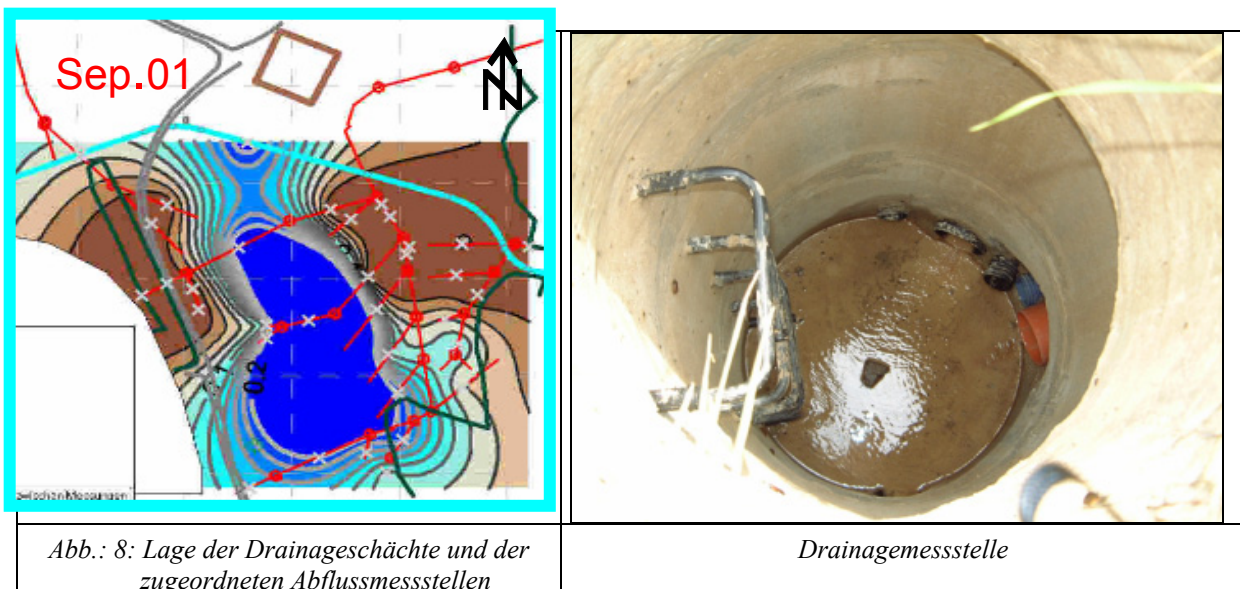 Sep.01
N
0.2
Abb.: 8: Lage der Drainageschächte und der
zugeordneten Abflussmessstellen
Drainagemessstelle